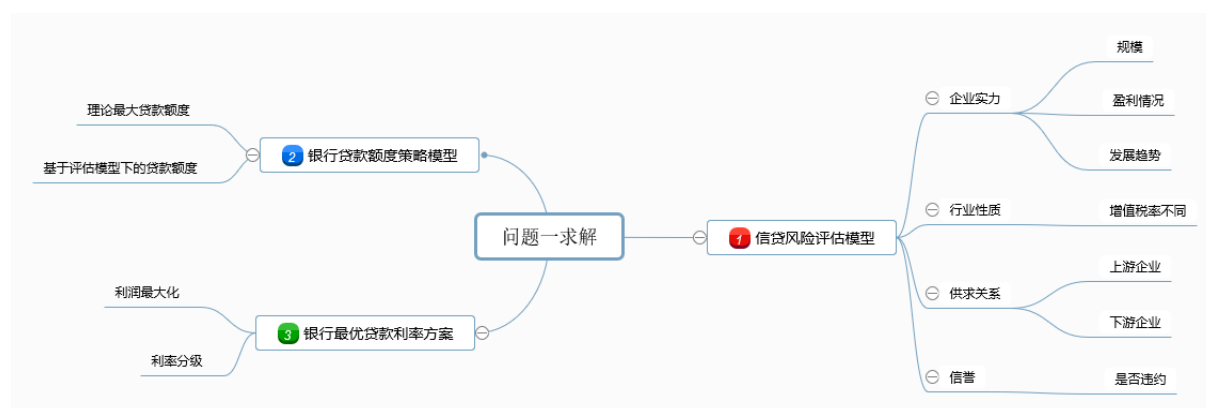 问题一求解
1 信贷风险评估模型
企业实力
规模
盈利情况
发展趋势
行业性质
增值税率不同
供求关系
上游企业
下游企业
信誉
是否违约
2 银行贷款额度策略模型
理论最大贷款额度
基于评估模型下的贷款额度
3 银行最优贷款利率方案
利润最大化
利率分级